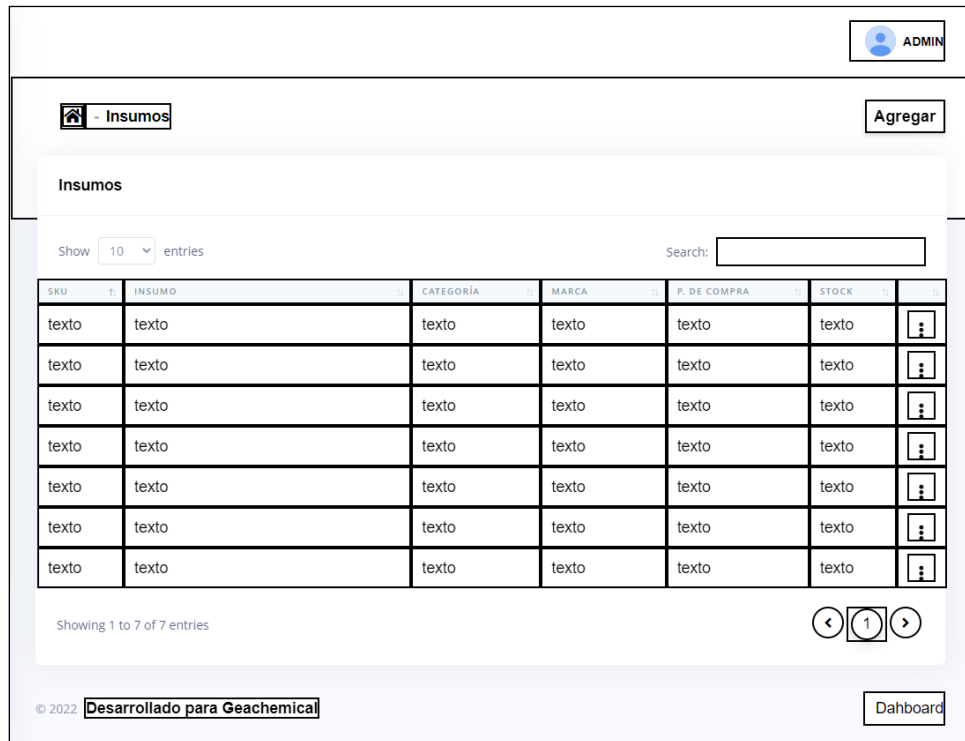 ADMIN
- Insumos
Agregar
Insumos
Show 10 entries
Search:
SKU INSUMO CATEGORÍA MARCA P. DE COMPRA STOCK
texto texto texto texto texto texto
texto texto texto texto texto texto
texto texto texto texto texto texto
texto texto texto texto texto texto
texto texto texto texto texto texto
texto texto texto texto texto texto
texto texto texto texto texto texto
Showing 1 to 7 of 7 entries
1
© 2022 Desarrollado para Geachemical
Dahboard